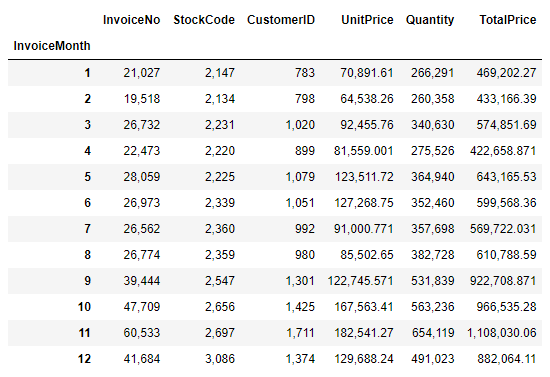 InvoiceNo StockCode CustomerID UnitPrice Quantity TotalPrice
InvoiceMonth
1 21,027 2,147 783 70,891.61 266,291 469,202.27
2 19,518 2,134 798 64,538.26 260,358 433,166.39
3 26,732 2,231 1,020 92,455.76 340,630 574,851.69
4 22,473 2,220 899 81,559.001 275,526 422,658.871
5 28,059 2,225 1,079 123,511.72 364,940 643,165.53
6 26,973 2,339 1,051 127,268.75 352,460 599,568.36
7 26,562 2,360 992 91,000.771 357,698 569,722.031
8 26,774 2,359 980 85,502.65 382,728 610,788.59
9 39,444 2,547 1,301 122,745.571 531,839 922,708.871
10 47,709 2,656 1,425 167,563.41 563,236 966,535.28
11 60,533 2,697 1,711 182,541.27 654,119 1,108,030.06
12 41,684 3,086 1,374 129,688.24 491,023 882,064.11